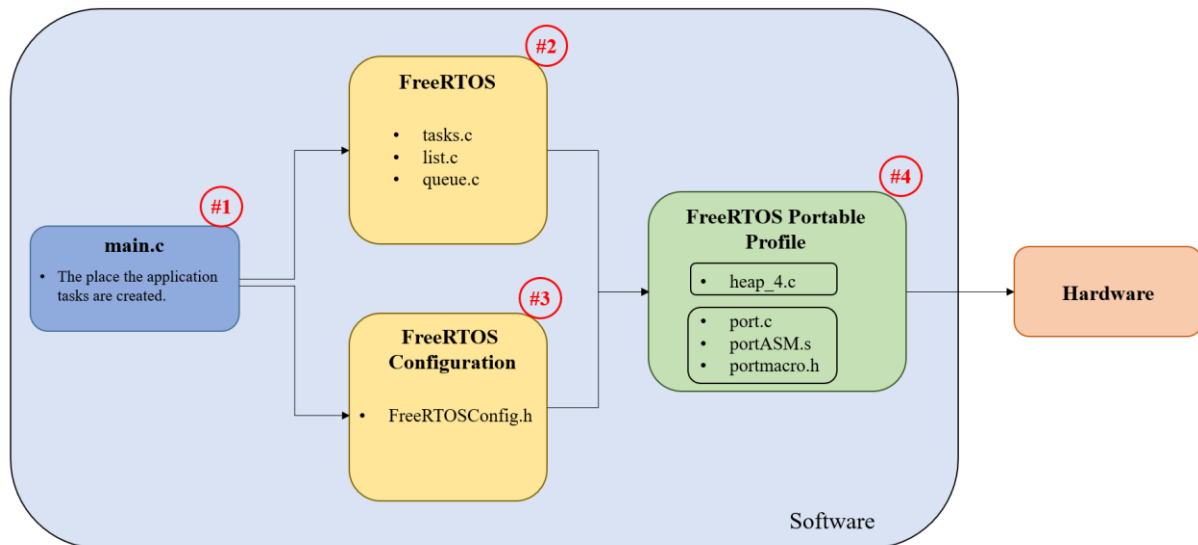 #1
main.c
• The place the application
tasks are created.
#2
FreeRTOS
• tasks.c
• list.c
• queue.c
#3
FreeRTOS
Configuration
• FreeRTOSConfig.h
#4
FreeRTOS Portable
Profile
• heap_4.c
• port.c
• portASM.s
• portmacro.h
Hardware
Software